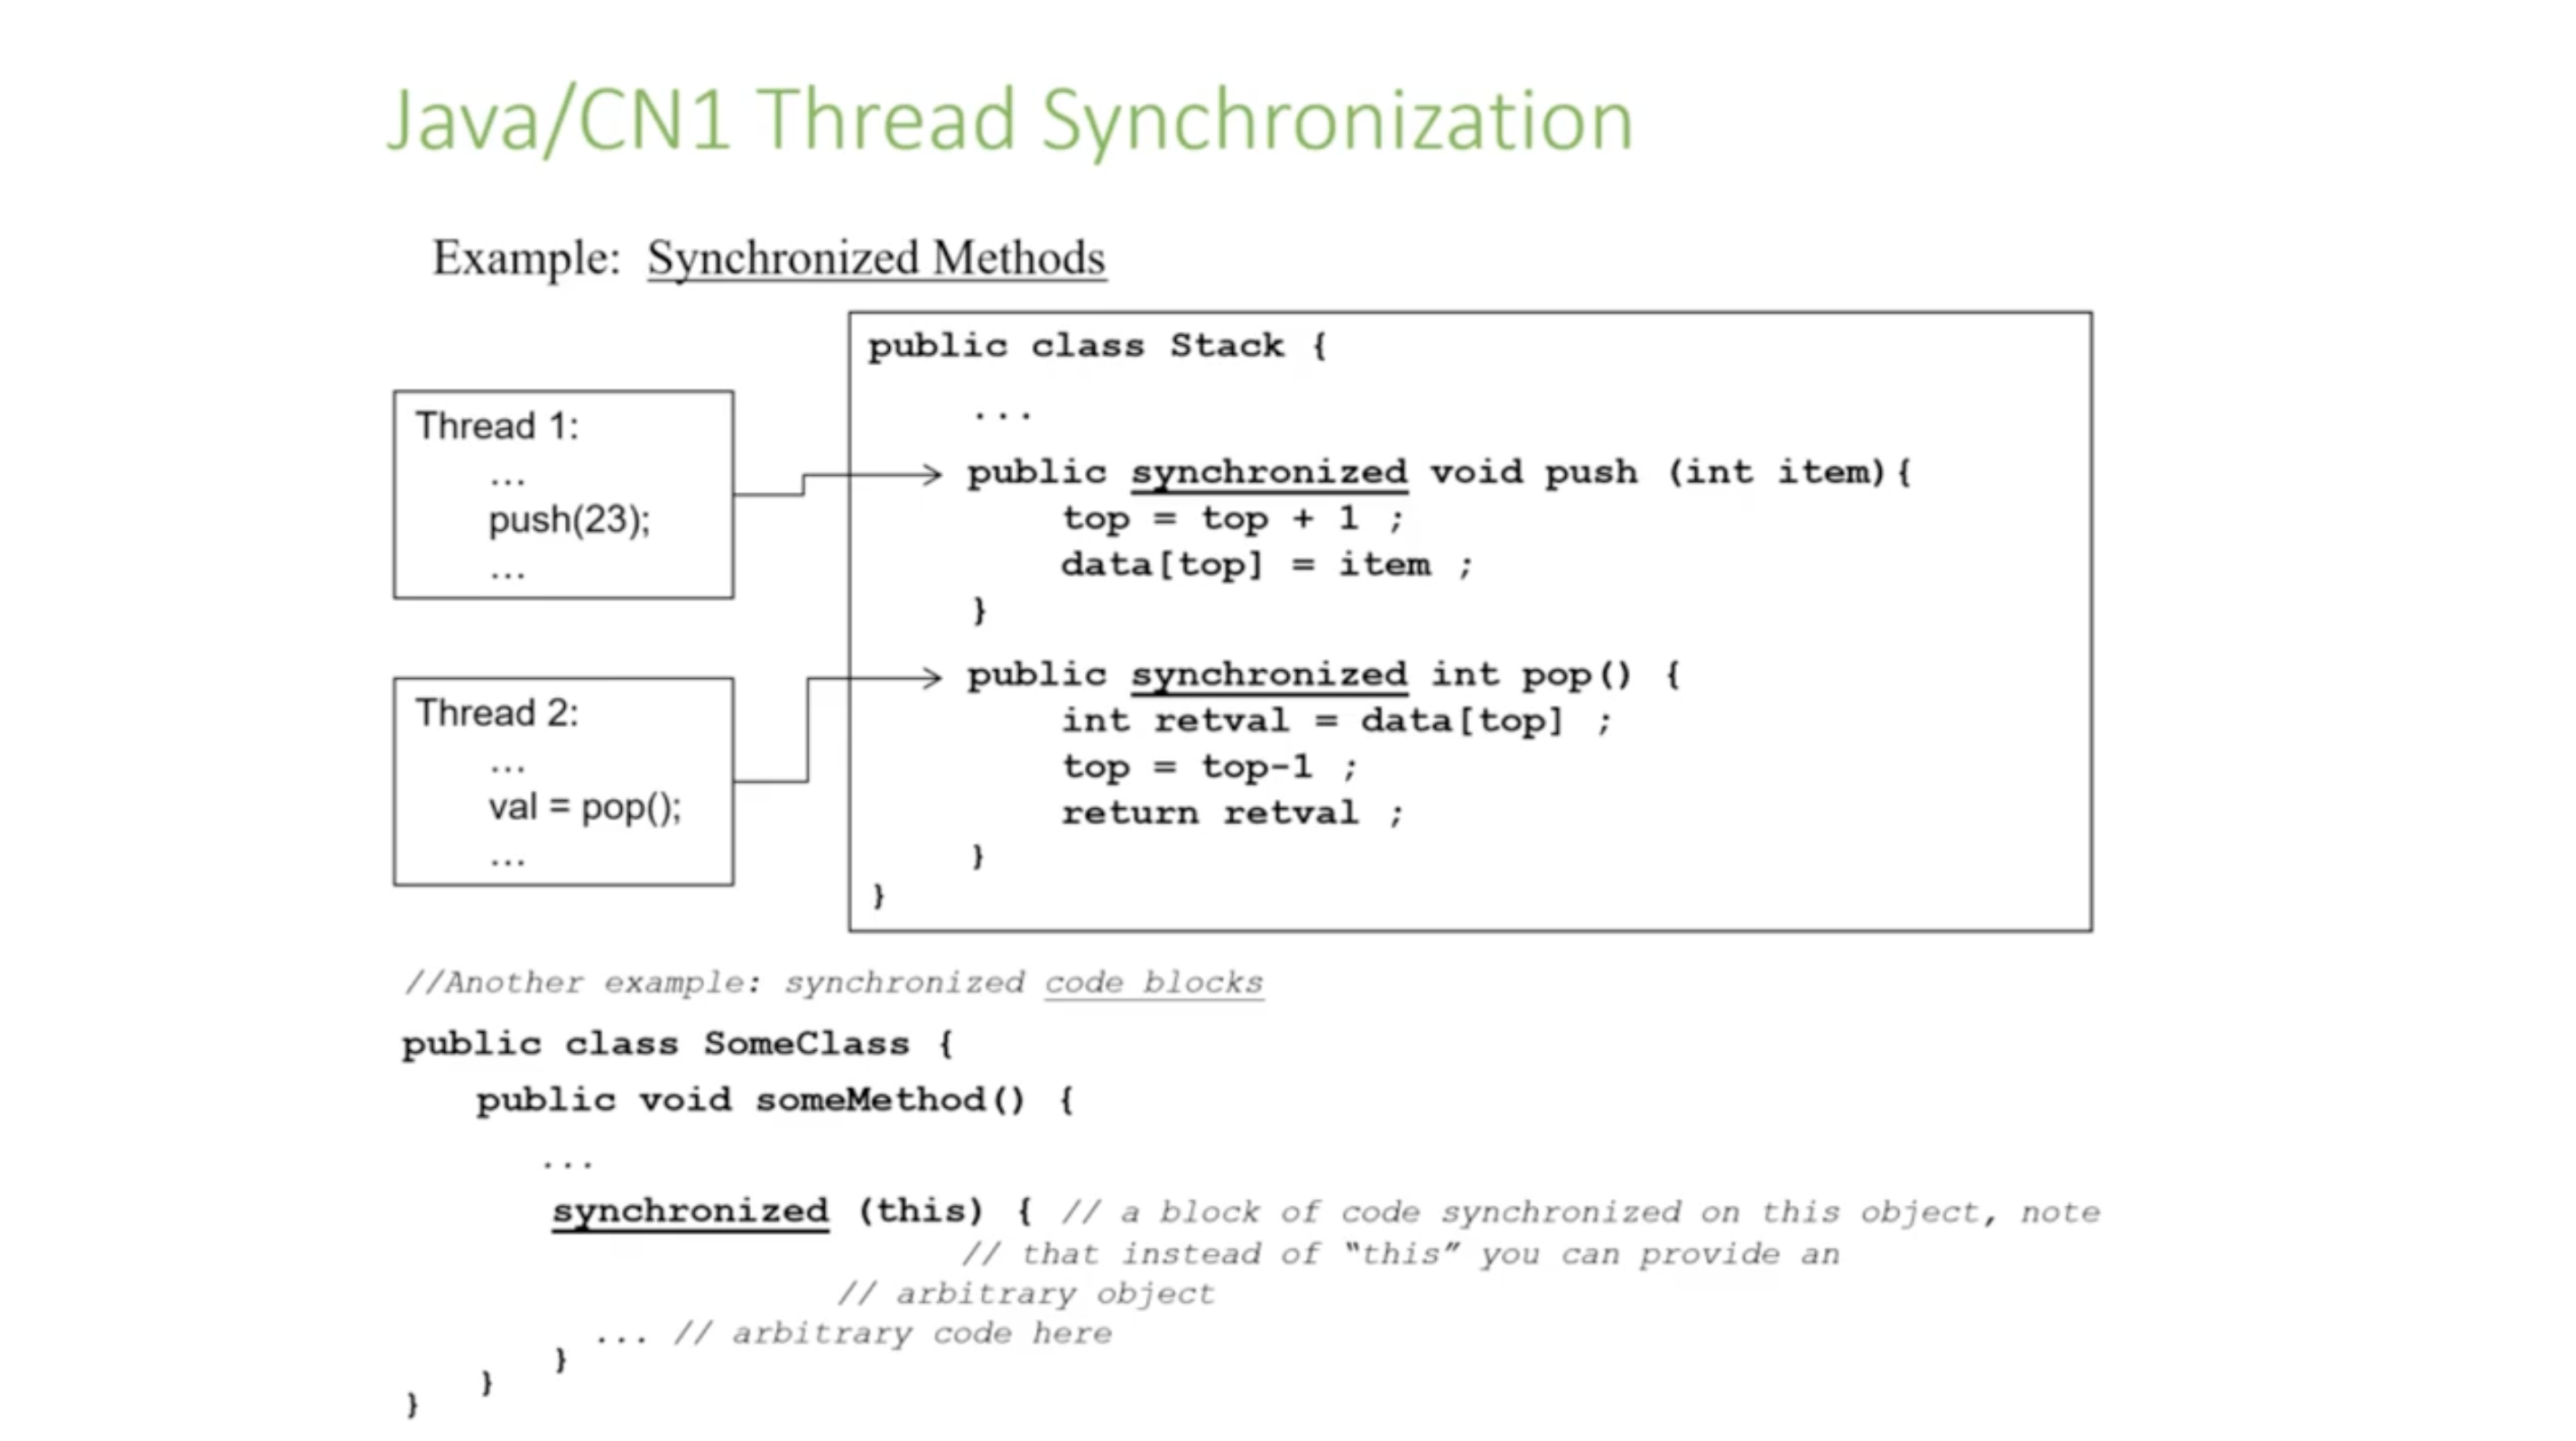 Java/CN1 Thread Synchronization
Example: Synchronized Methods
Thread 1:
...
push(23);
...
Thread 2:
...
val = pop();
...
public class Stack {
...
public synchronized void push (int item){
top = top + 1 ;
data[top] = item ;
}
public synchronized int pop() {
int retval = data[top] ;
top = top-1 ;
return retval ;
}
}
//Another example: synchronized code blocks
public class SomeClass {
public void someMethod() {
...
synchronized (this) { // a block of code synchronized on this object, note
// that instead of “this” you can provide an
// arbitrary object
... // arbitrary code here
}
}
}